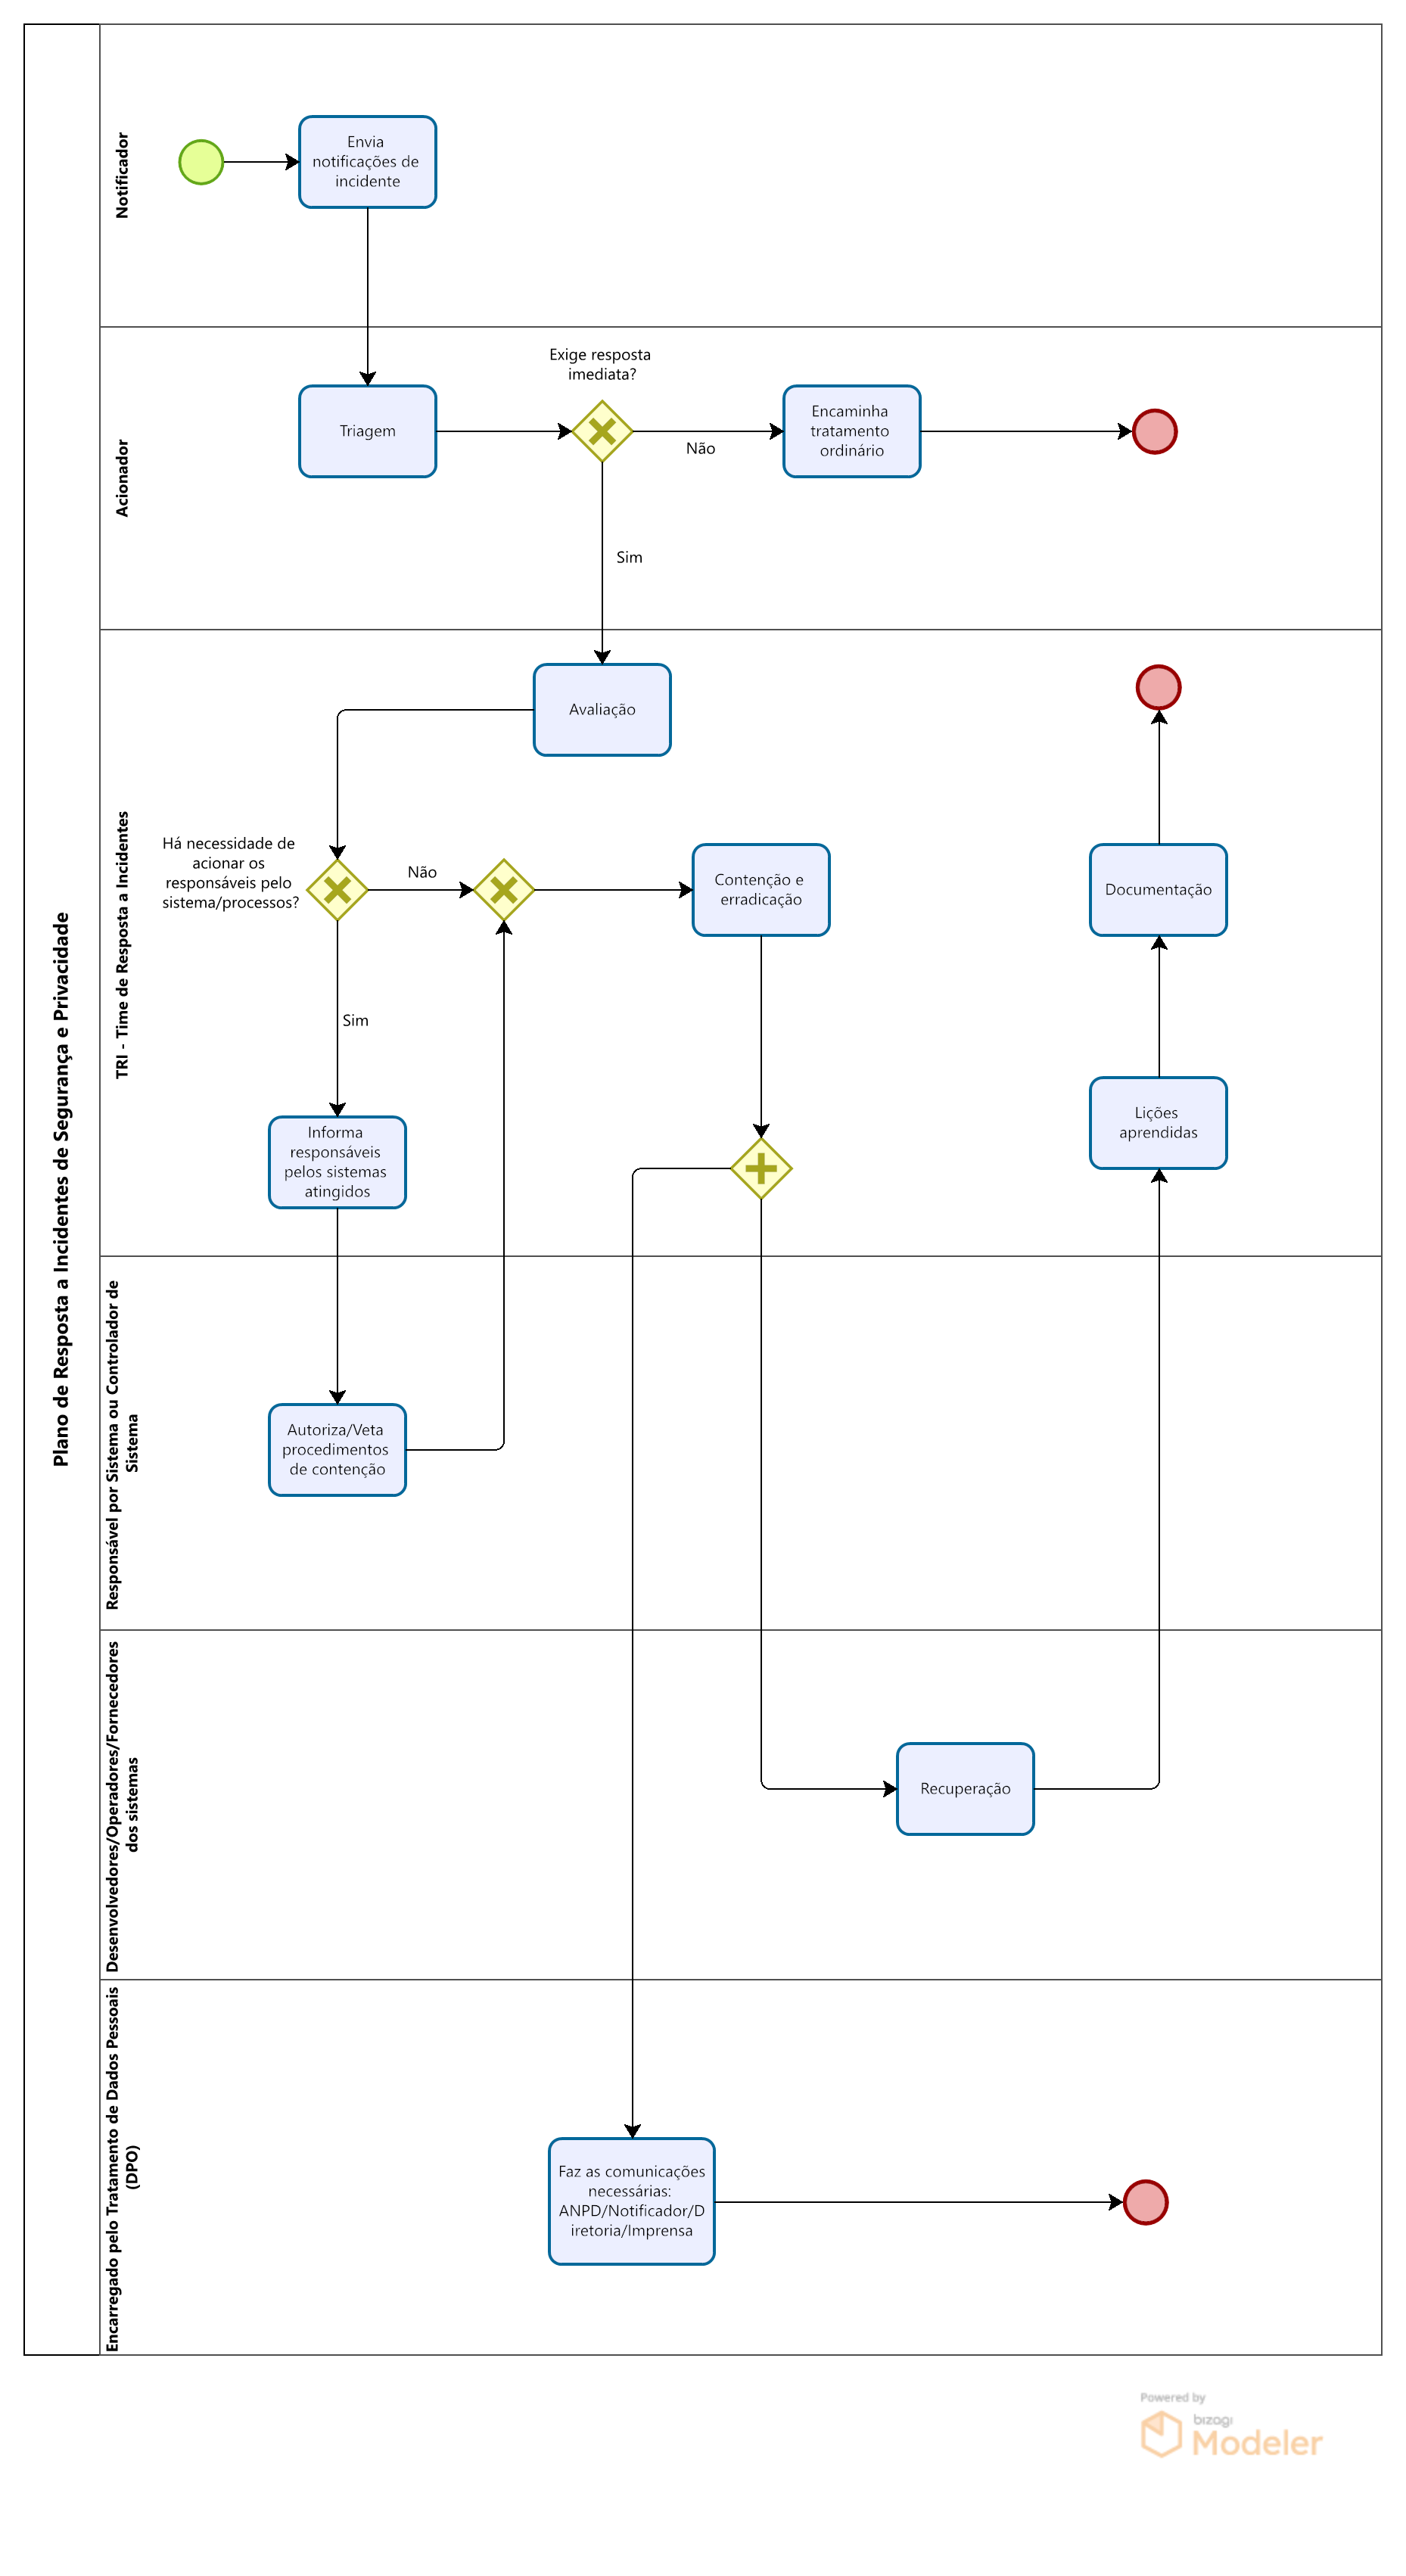 Plano de Resposta a Incidentes de Segurança e Privacidade
Notificador
Envia
notificações de
incidente
Acionador
Triagem
Exige resposta
imediata?
Não
Encaminha
tratamento
ordinário
Sim
TRI - Time de Resposta a Incidentes
Avaliação
Há necessidade de
acionar os
responsáveis pelo
sistema/processos?
Não
Contenção e
erradicação
Documentação
Sim
Informa
responsáveis
pelos sistemas
atingidos
Lições
aprendidas
Responsável por Sistema ou Controlador de
Sistema
Autoriza/Veta
procedimentos
de contenção
Desenvolvedores/Operadores/Fornecedores
dos sistemas
Recuperação
Encarregado pelo Tratamento de Dados Pessoais
(DPO)
Faz as comunicações
necessárias:
ANPD/Notificador/D
iretoria/Imprensa
Powered by
bizagi
Modeler